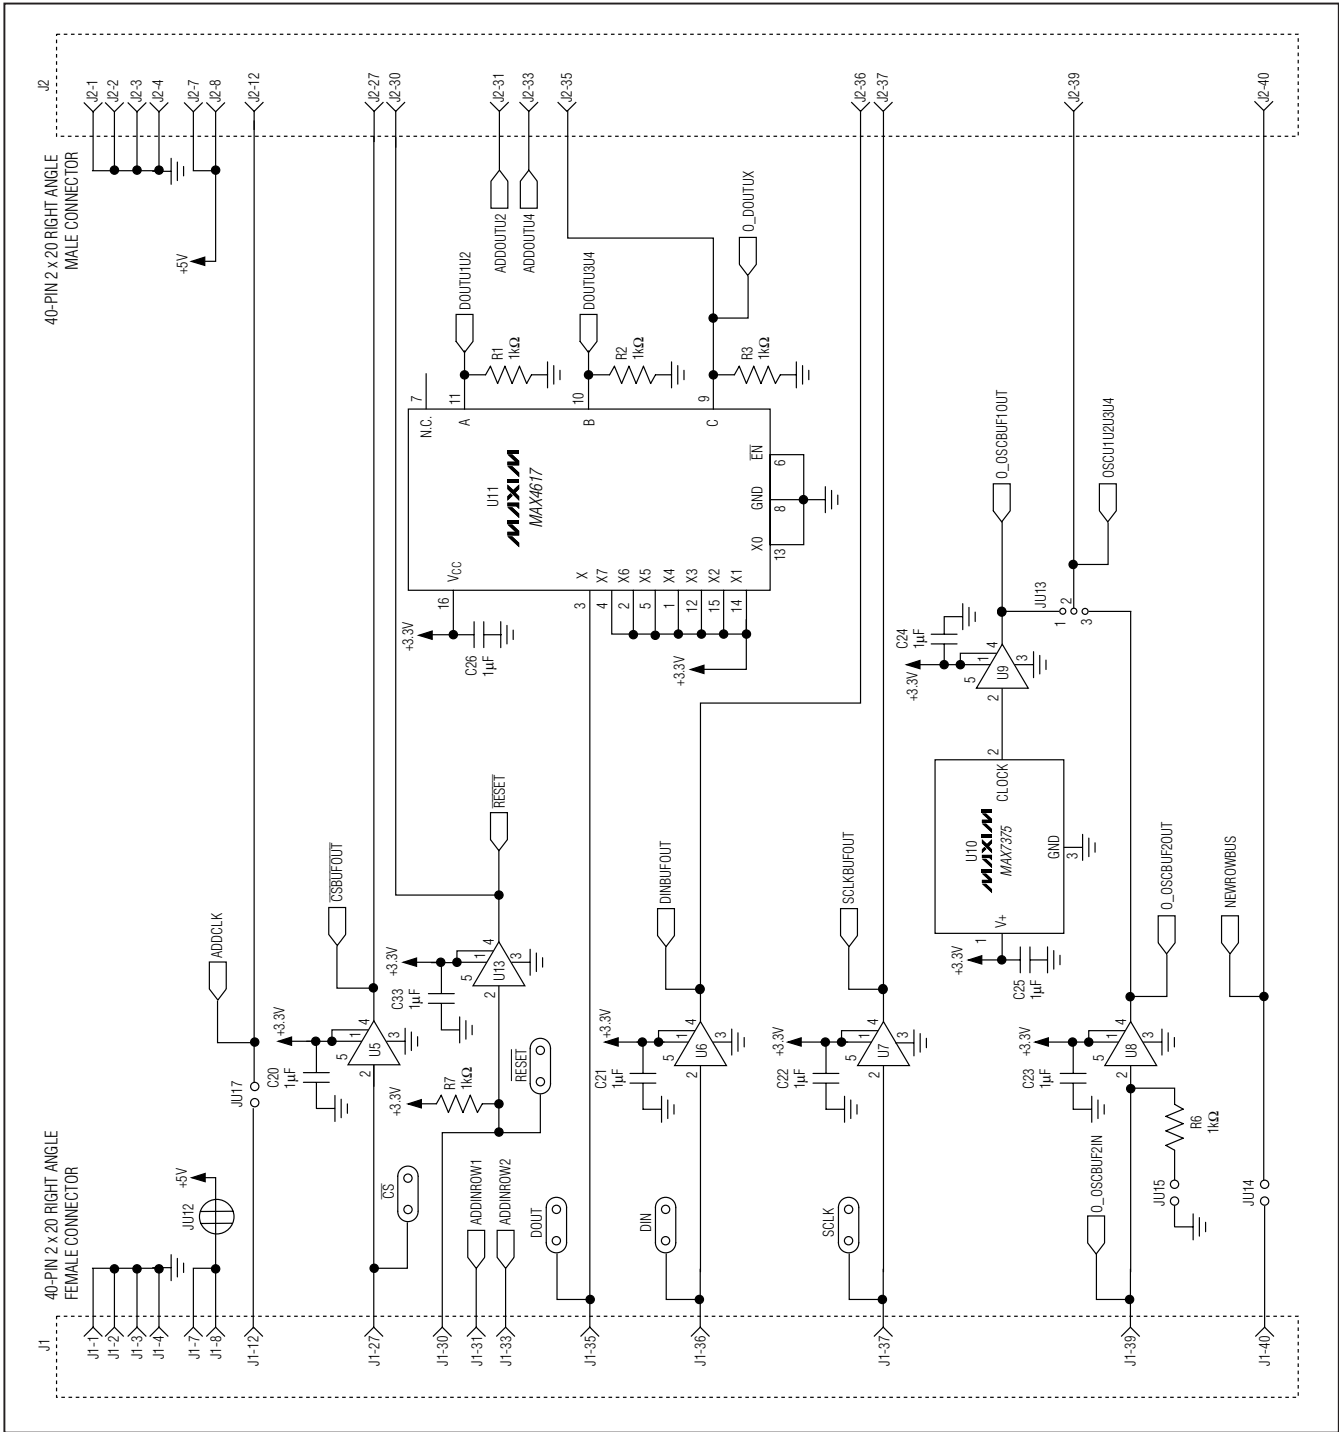 J1
40-PIN 2 x 20 RIGHT ANGLE
FEMALE CONNECTOR
J1-1
J1-2
J1-3
J1-4
J1-7
J1-8
J1-12
J1-27
J1-30
J1-31
J1-33
J1-35
J1-36
J1-37
J1-39
J1-40
J2
40-PIN 2 x 20 RIGHT ANGLE
MALE CONNECTOR
J2-1
J2-2
J2-3
J2-4
J2-7
J2-8
J2-12
J2-27
J2-30
J2-31
J2-33
J2-35
J2-36
J2-37
J2-39
J2-40
JU12
+5V
+5V
JU17
ADDCLK
CS
C20
1µF
+3.3V
U5
2
5
1
4
3
CSBUFOUT
+3.3V
R7
1kΩ
RESET
C33
1µF
+3.3V
U13
2
5
1
4
3
RESET
ADDINROW1
ADDINROW2
ADDOUTU2
ADDOUTU4
DOUT
+3.3V
C26
1µF
16
VCC
U11
MAXIM
MAX4617
N.C.
7
A
11
B
10
C
9
X
3
X7
4
X6
2
X5
5
X4
1
X3
12
X2
15
X1
14
+3.3V
X0
13
GND
8
EN
6
DOUTU1U2
R1
1kΩ
DOUTU3U4
R2
1kΩ
R3
1kΩ
O_DOUTUX
DIN
C21
1µF
+3.3V
U6
2
5
1
4
3
DINBUFOUT
SCLK
C22
1µF
+3.3V
U7
2
5
1
4
3
SCLKBUFOUT
+3.3V
C25
1µF
1
V+
U10
MAXIM
MAX7375
CLOCK
2
GND
3
+3.3V
C24
1µF
U9
2
5
1
4
3
O_OSCBUF1OUT
JU13
1
2
3
OSCU1U2U3U4
O_OSCBUF2IN
JU15
R6
1kΩ
C23
1µF
+3.3V
U8
2
5
1
4
3
O_OSCBUF2OUT
JU14
NEWROWBUS